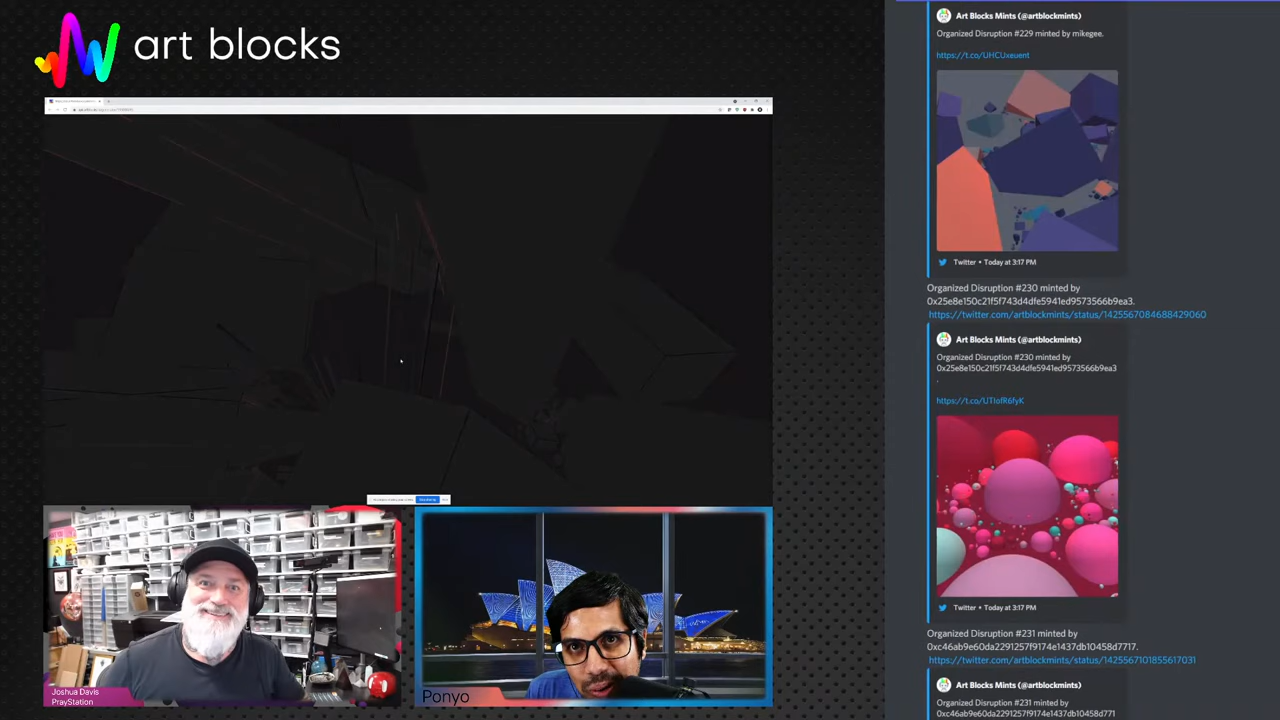 art blocks
Joshua Davis
PrayStation
Ponyo
Art Blocks Mints (@artblockmints)
Organized Disruption #229 minted by mikegee.
https://t.co/UHCUxeuent
Twitter • Today at 3:17 PM
Organized Disruption #230 minted by
0x25e8e150c21f5f743d4dfe5941ed9573566b9ea3.
https://twitter.com/artblockmints/status/1425567084688429060
Art Blocks Mints (@artblockmints)
Organized Disruption #230 minted by
0x25e8e150c21f5f743d4dfe5941ed9573566b9ea3
.
https://t.co/UTIofR6fyK
Twitter • Today at 3:17 PM
Organized Disruption #231 minted by
0xc46ab9e60da2291257f9174e1437db10458d7717.
https://twitter.com/artblockmints/status/1425567101855617031
Art Blocks Mints (@artblockmints)
Organized Disruption #231 minted by
0xc46ab9e60da2291257f9174e1437db10458d771